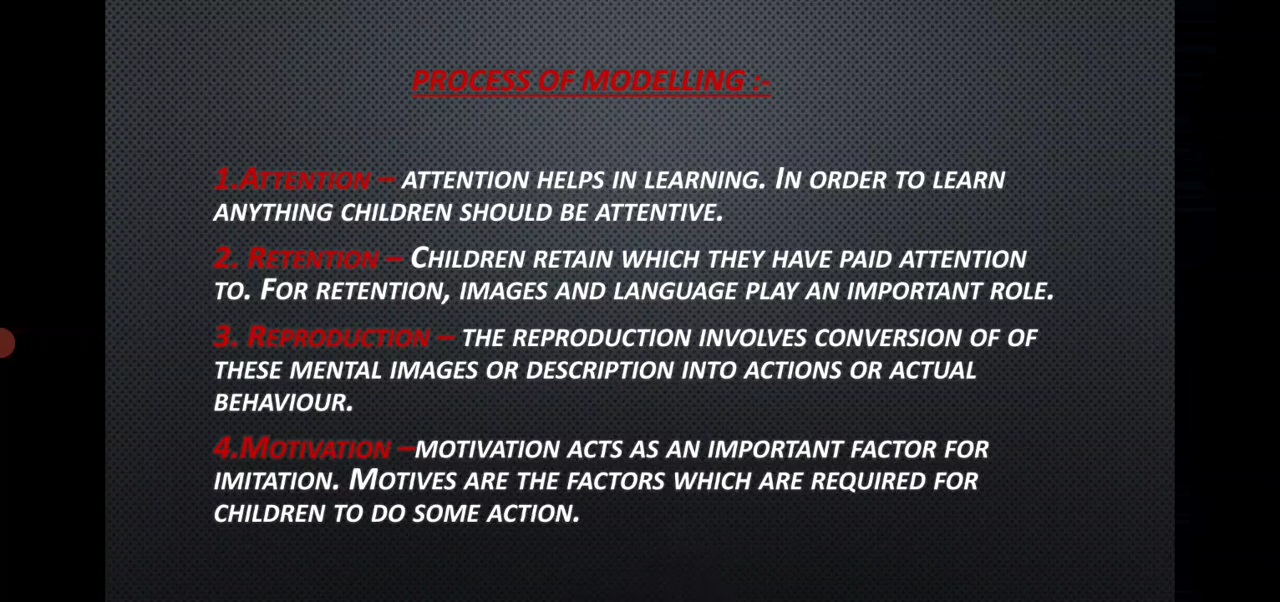 PROCESS OF MODELLING :-
1.ATTENTION – ATTENTION HELPS IN LEARNING. IN ORDER TO LEARN
ANYTHING CHILDREN SHOULD BE ATTENTIVE.
2. RETENTION – CHILDREN RETAIN WHICH THEY HAVE PAID ATTENTION
TO. FOR RETENTION, IMAGES AND LANGUAGE PLAY AN IMPORTANT ROLE.
3. REPRODUCTION – THE REPRODUCTION INVOLVES CONVERSION OF OF
THESE MENTAL IMAGES OR DESCRIPTION INTO ACTIONS OR ACTUAL
BEHAVIOUR.
4.MOTIVATION –MOTIVATION ACTS AS AN IMPORTANT FACTOR FOR
IMITATION. MOTIVES ARE THE FACTORS WHICH ARE REQUIRED FOR
CHILDREN TO DO SOME ACTION.